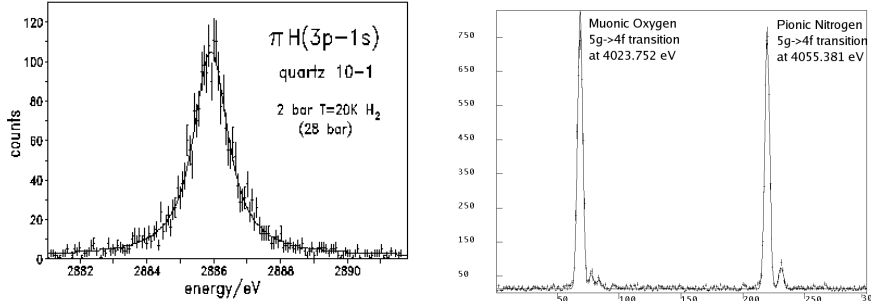 120
100
80
60
40
20
0
counts
πH(3p-1s)
quartz 10-1
2 bar T=20K H₂
(28 bar)
2882
2884
2886
2888
2890
energy/eV
750
650
550
450
350
250
150
50
Muonic Oxygen
5g->4f transition
at 4023.752 eV
Pionic Nitrogen
5g->4f transition
at 4055.381 eV
50
100
150
200
250
30